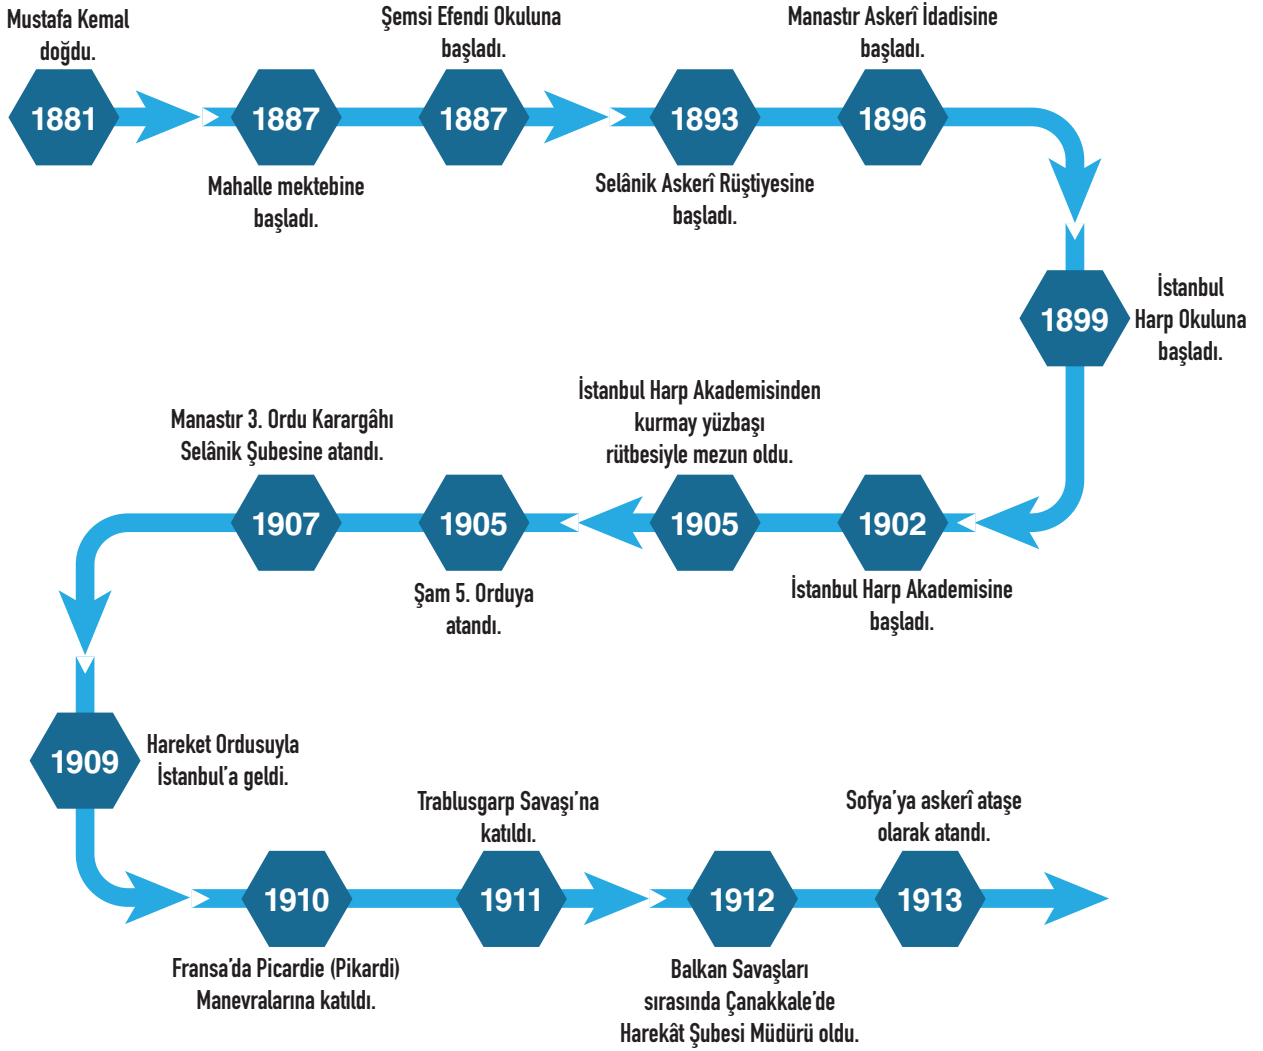 Mustafa Kemal
doğdu.
1881
1887
Mahalle mektebine
başladı.
Şemsi Efendi Okuluna
başladı.
1887
1893
Selânik Askerî Rüştiyesine
başladı.
Manastır Askerî İdadisine
başladı.
1896
1899
İstanbul
Harp Okuluna
başladı.
1902
İstanbul Harp Akademisine
başladı.
İstanbul Harp Akademisinden
kurmay yüzbaşı
rütbesiyle mezun oldu.
1905
1905
Şam 5. Orduya
atandı.
Manastır 3. Ordu Karargâhı
Selânik Şubesine atandı.
1907
1909
Hareket Ordusuyla
İstanbul’a geldi.
1910
Fransa’da Picardie (Pikardi)
Manevralarına katıldı.
Trablusgarp Savaşı’na
katıldı.
1911
1912
Balkan Savaşları
sırasında Çanakkale’de
Harekât Şubesi Müdürü oldu.
Sofya’ya askerî ataşe
olarak atandı.
1913